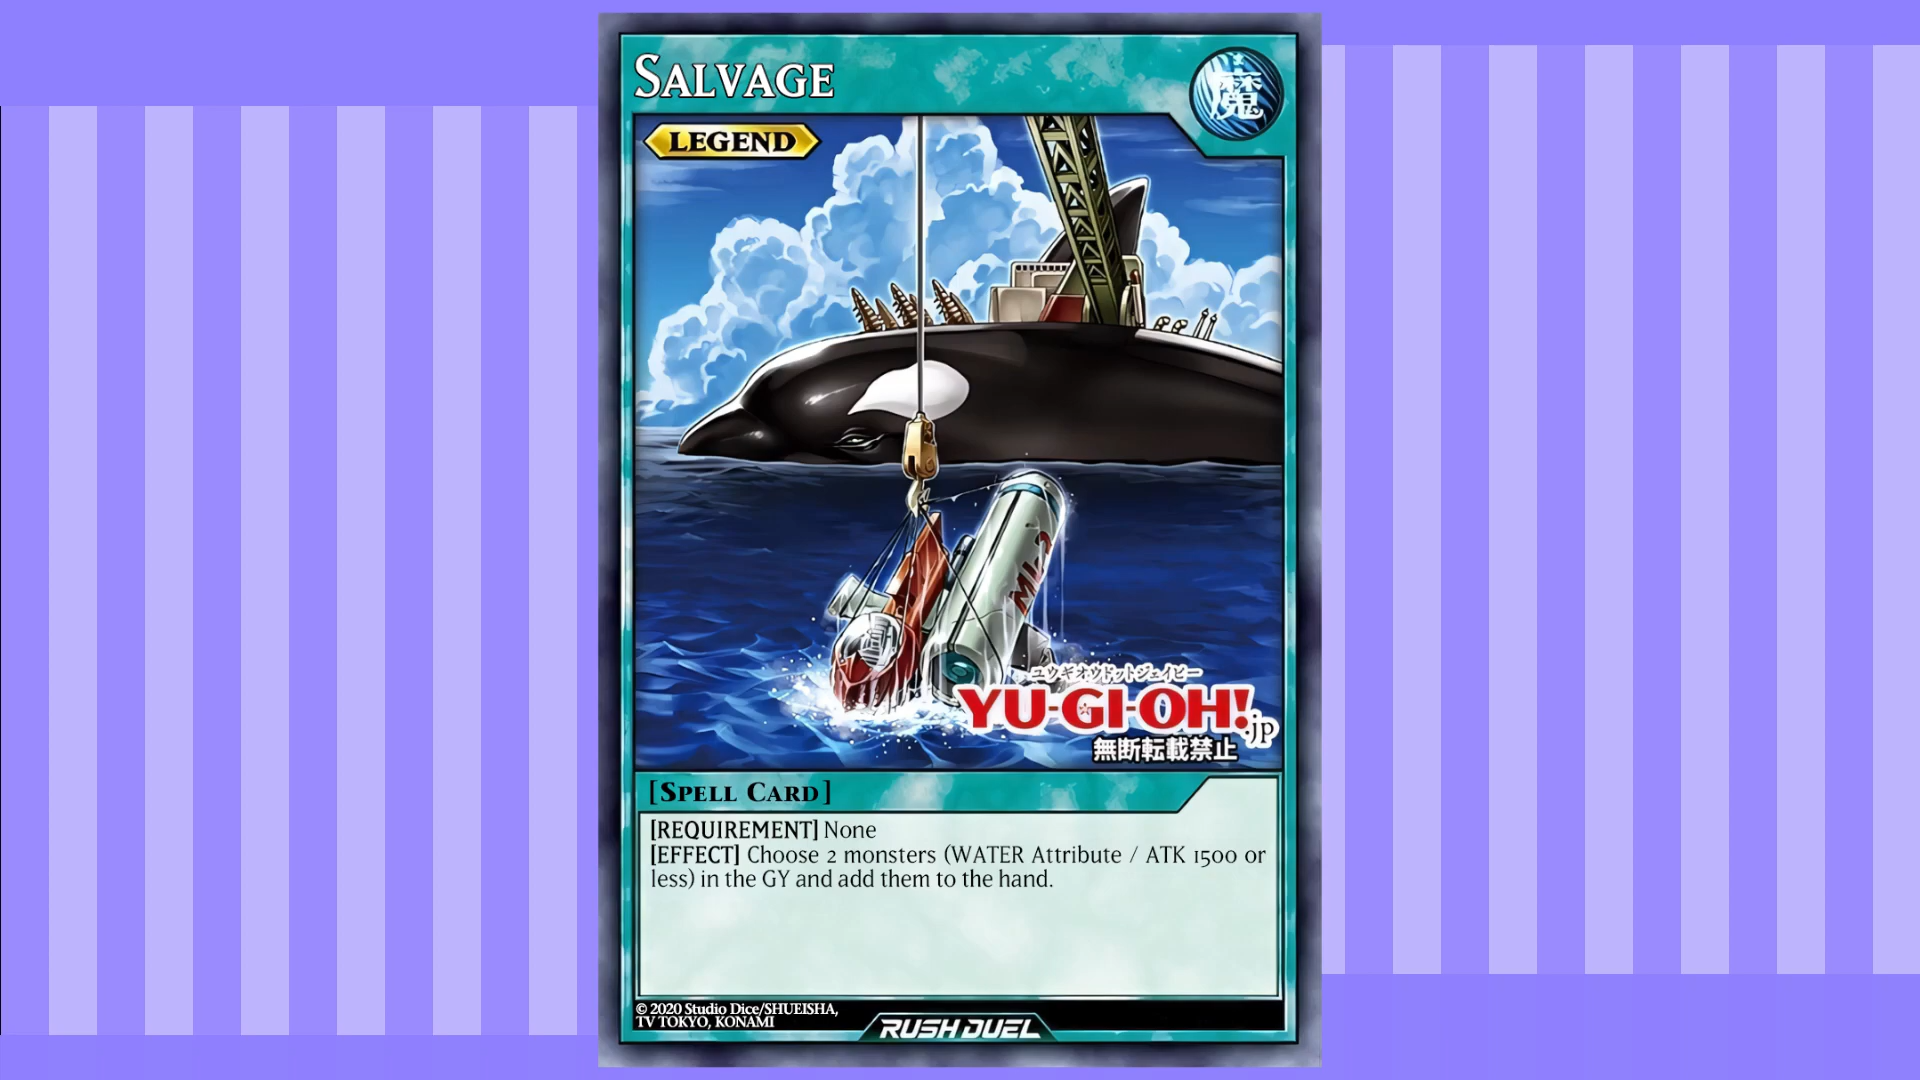 SALVAGE
魔
LEGEND
ユウギオウドットジェイピー
YU-GI-OH!.jp
無断転載禁止
[SPELL CARD]
[REQUIREMENT] None
[EFFECT] Choose 2 monsters (WATER Attribute / ATK 1500 or
less) in the GY and add them to the hand.
© 2020 Studio Dice/SHUEISHA,
TV TOKYO, KONAMI
RUSH DUEL